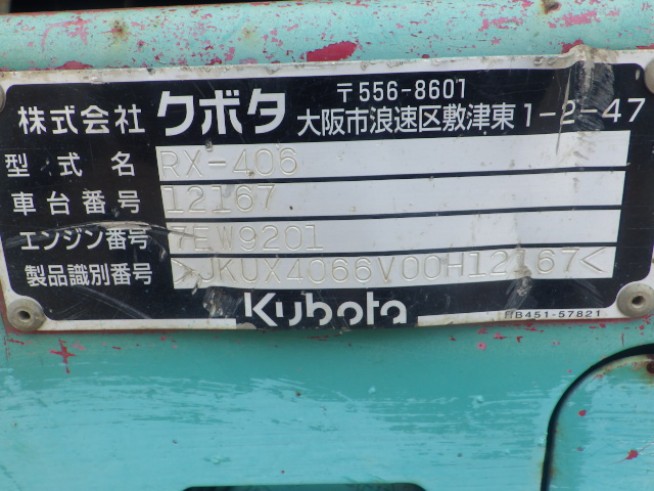 株式会社 クボタ 〒556-8601
大阪市浪速区敷津東1-2-47
型式名 RX-406
車台番号 12167
エンジン番号 7EW9201
製品識別番号 >JKUX4066V00H12167<
Kubota
RB451-57821